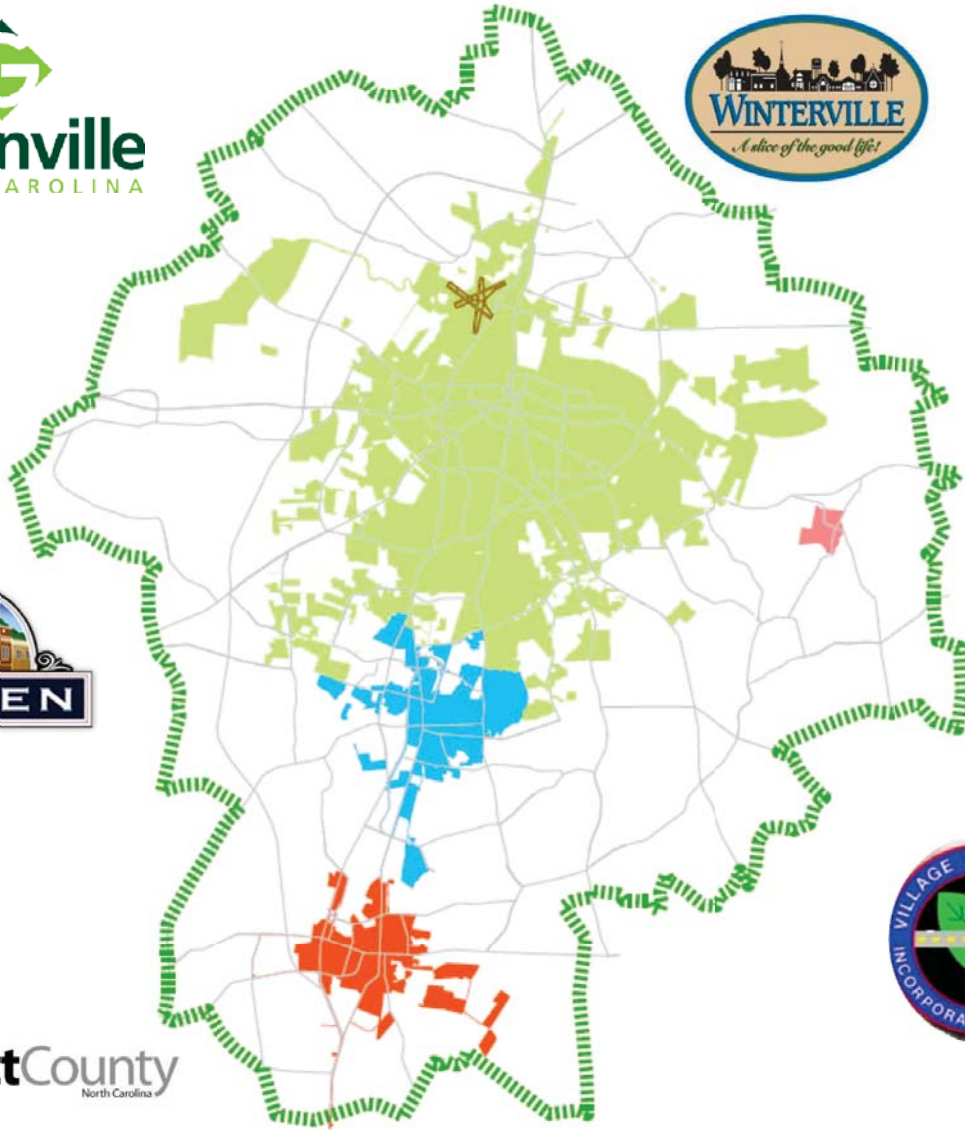 nville
AROLINA
WINTERVILLE
A slice of the good life!
EN
VILLAGE
INCORPORA
tCounty
North Carolina